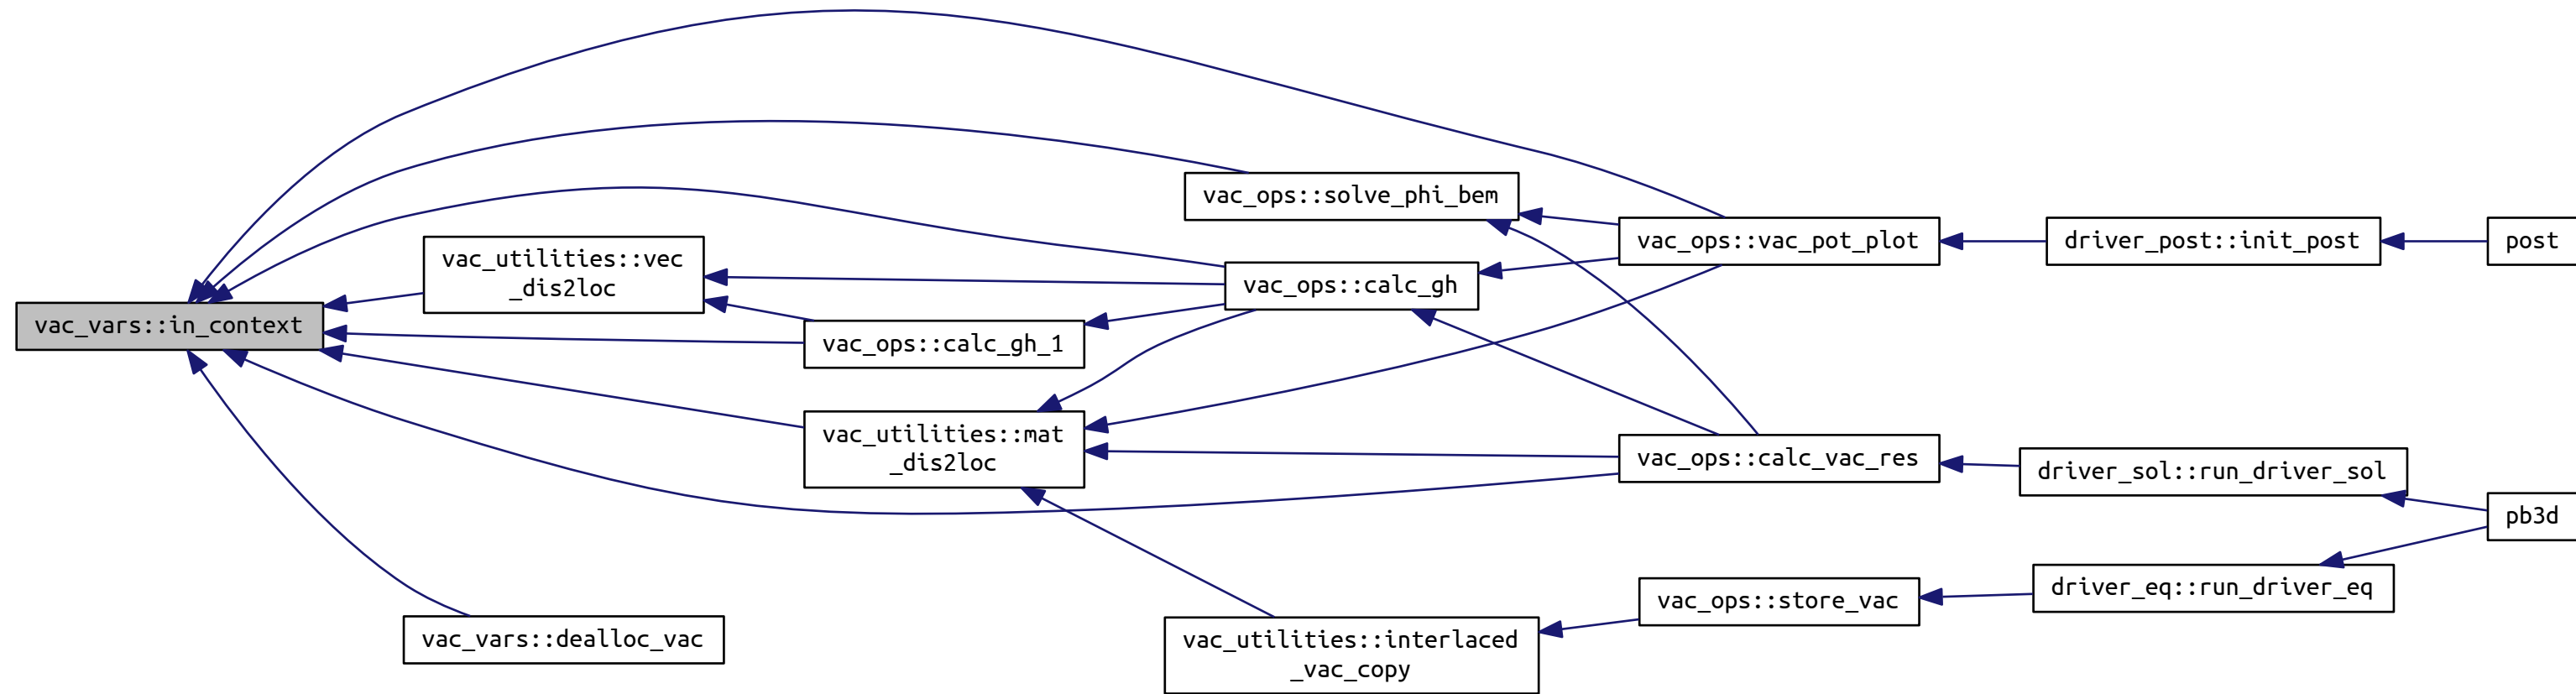 vac_vars::in_context
vac_utilities::vec
_dis2loc
vac_vars::dealloc_vac
vac_ops::calc_gh_1
vac_utilities::mat
_dis2loc
vac_ops::solve_phi_bem
vac_ops::calc_gh
vac_utilities::interlaced
_vac_copy
vac_ops::vac_pot_plot
vac_ops::calc_vac_res
vac_ops::store_vac
driver_post::init_post
driver_sol::run_driver_sol
driver_eq::run_driver_eq
post
pb3d